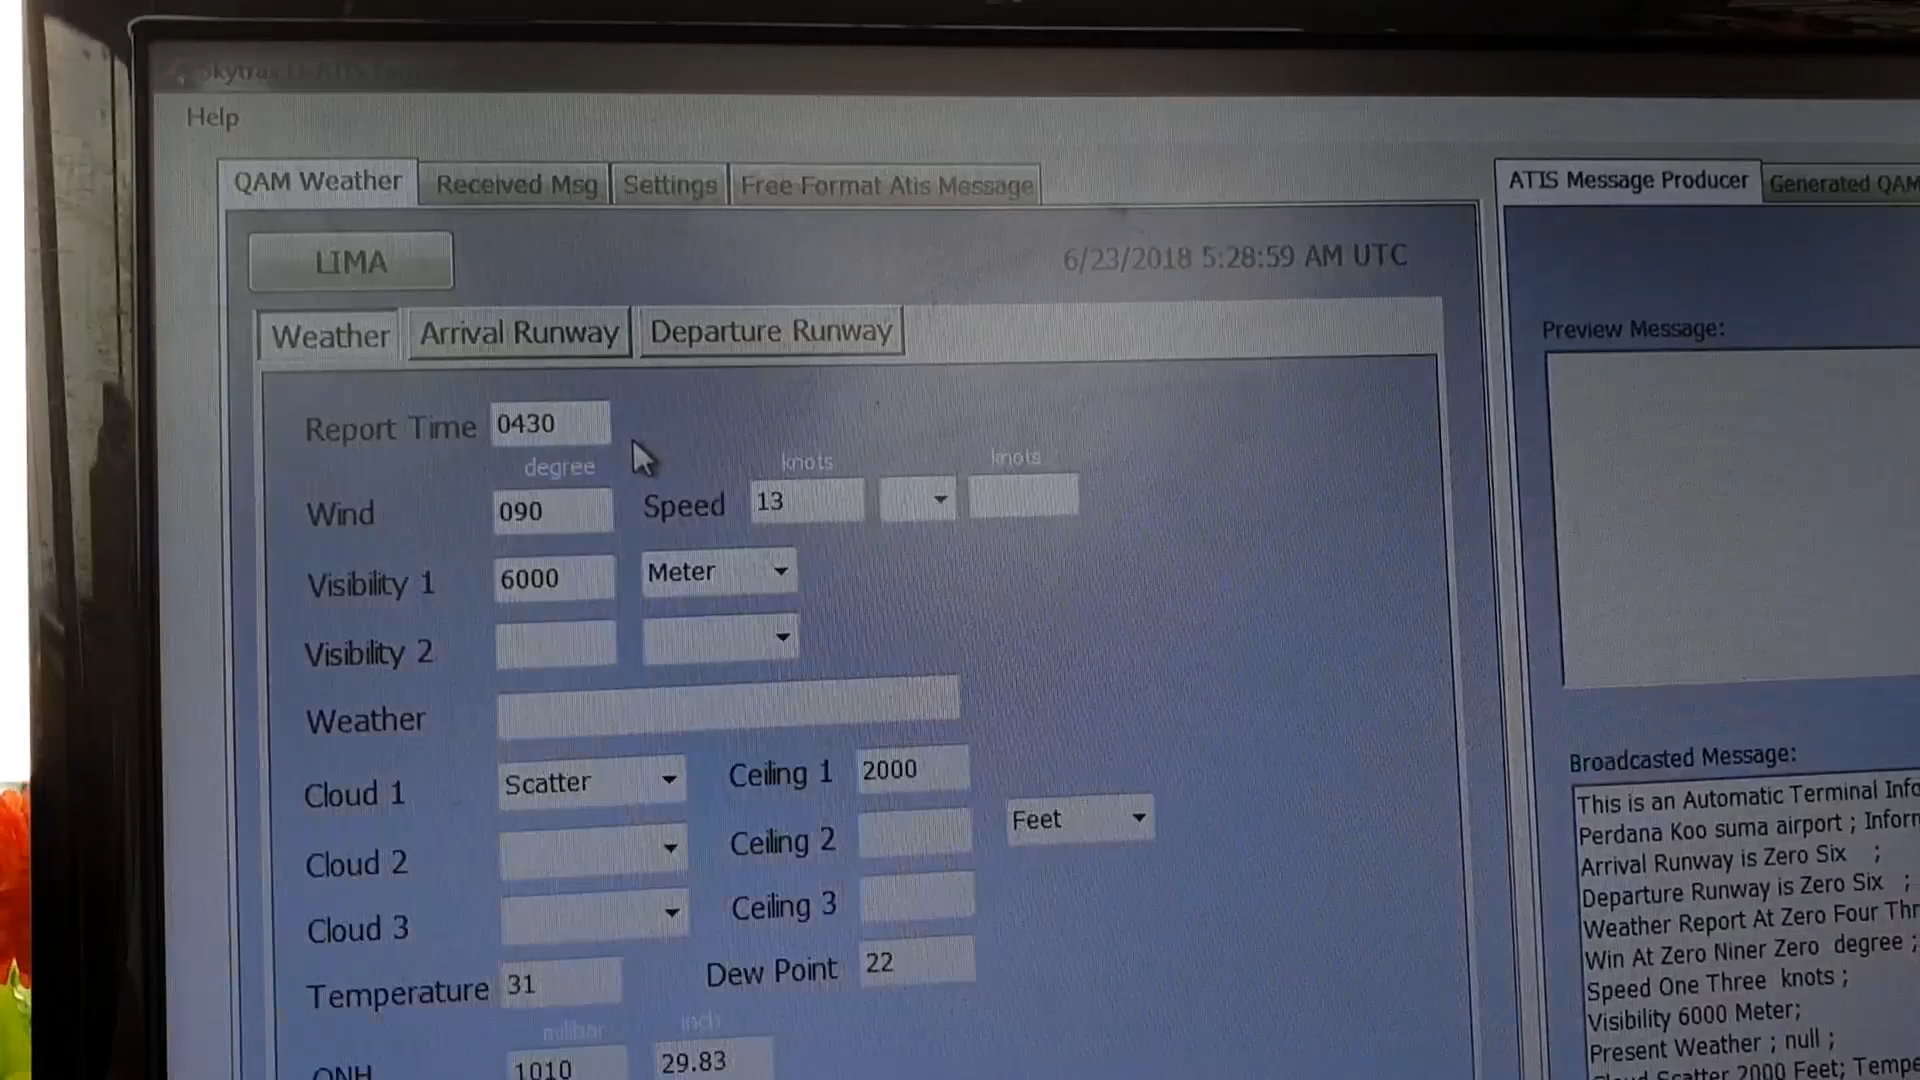 Help
QAM Weather Received Msg Settings Free Format Atis Message
LIMA 6/23/2018 5:28:59 AM UTC
Weather Arrival Runway Departure Runway
Report Time 0430
degree knots knots
Wind 090 Speed 13
Visibility 1 6000 Meter
Visibility 2
Weather
Cloud 1 Scatter Ceiling 1 2000
Feet
Cloud 2 Ceiling 2
Cloud 3 Ceiling 3
Temperature 31 Dew Point 22
milibar inch
QNH 1010 29.83
ATIS Message Producer Generated QAM
Preview Message:
Broadcasted Message:
This is an Automatic Terminal Info
Perdana Koo suma airport ; Inform
Arrival Runway is Zero Six ;
Departure Runway is Zero Six ;
Weather Report At Zero Four Thr
Win At Zero Niner Zero degree ;
Speed One Three knots ;
Visibility 6000 Meter;
Present Weather ; null ;
Cloud Scatter 2000 Feet; Tempe